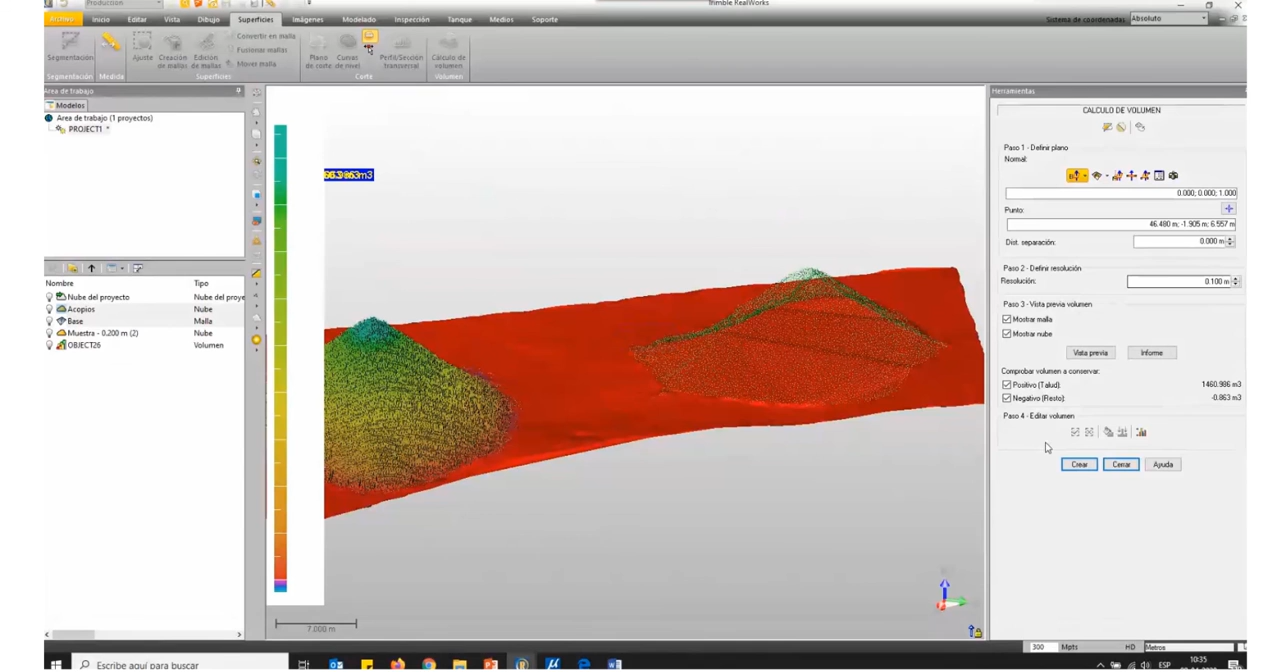 Produccion
Trimble RealWorks
Archivo Inicio Editar Vista Dibujo Superficies Imágenes Modelado Inspección Tanque Medios Soporte
Sistema de coordenadas: Absoluto
Segmentación
Ajuste Creación de mallas Edición de mallas
Convertir en malla
Fusionar mallas
Mover malla
Plano de corte Curvas de nivel
Perfil/Sección transversal
Cálculo de volumen
Segmentación Medida Superficies Corte Volumen
Area de trabajo
Modelos
Area de trabajo (1 proyectos)
PROJECT1 *
Nombre Tipo
Nube del proyecto Nube del proye
Acopios Nube
Base Malla
Muestra - 0.200 m (2) Nube
OBJECT26 Volumen
7.000 m
Herramientas
CALCULO DE VOLUMEN
Paso 1 - Definir plano
Normal:
0.000; 0.000; 1.000
Punto:
46.480 m; -1.905 m; 6.557 m
Dist. separación: 0.000 m
Paso 2 - Definir resolución
Resolución: 0.100 m
Paso 3 - Vista previa volumen
Mostrar malla
Mostrar nube
Vista previa Informe
Comprobar volumen a conservar:
Positivo (Talud): 1460.986 m3
Negativo (Resto): -0.863 m3
Paso 4 - Editar volumen
Crear Cerrar Ayuda
300 Mpts HD Metros
Escribe aquí para buscar
ESP
10:35